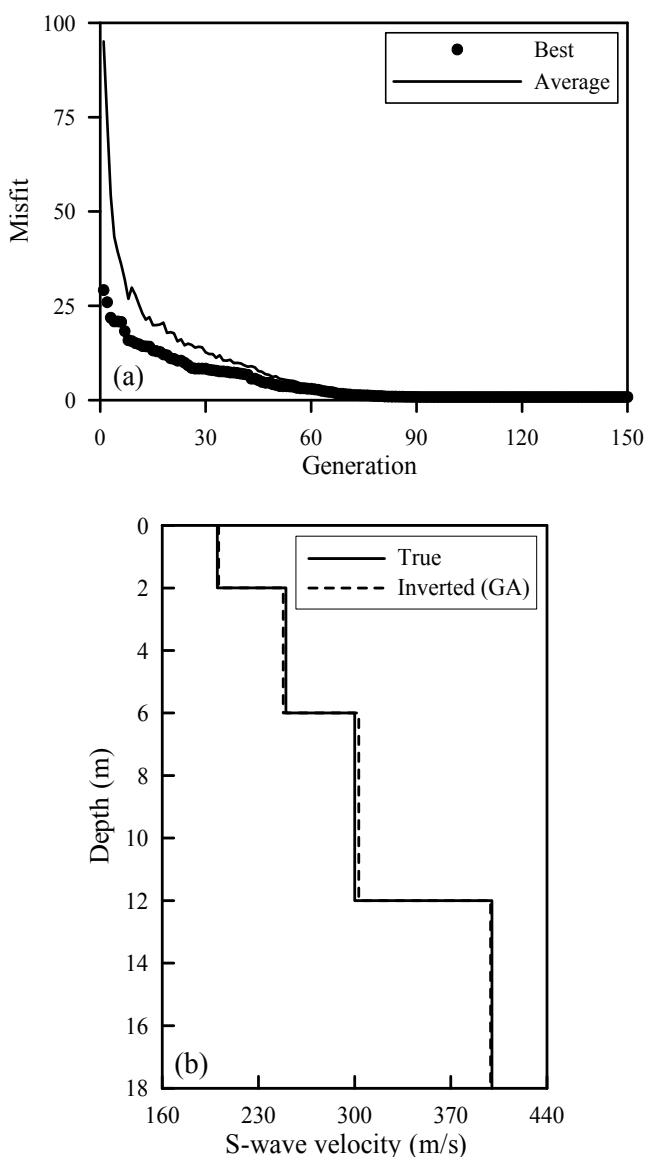 100
75
50
25
0
Misfit
Best
Average
(a)
0 30 60 90 120 150
Generation
0
2
4
6
8
10
12
14
16
18
Depth (m)
True
Inverted (GA)
(b)
160 230 300 370 440
S-wave velocity (m/s)